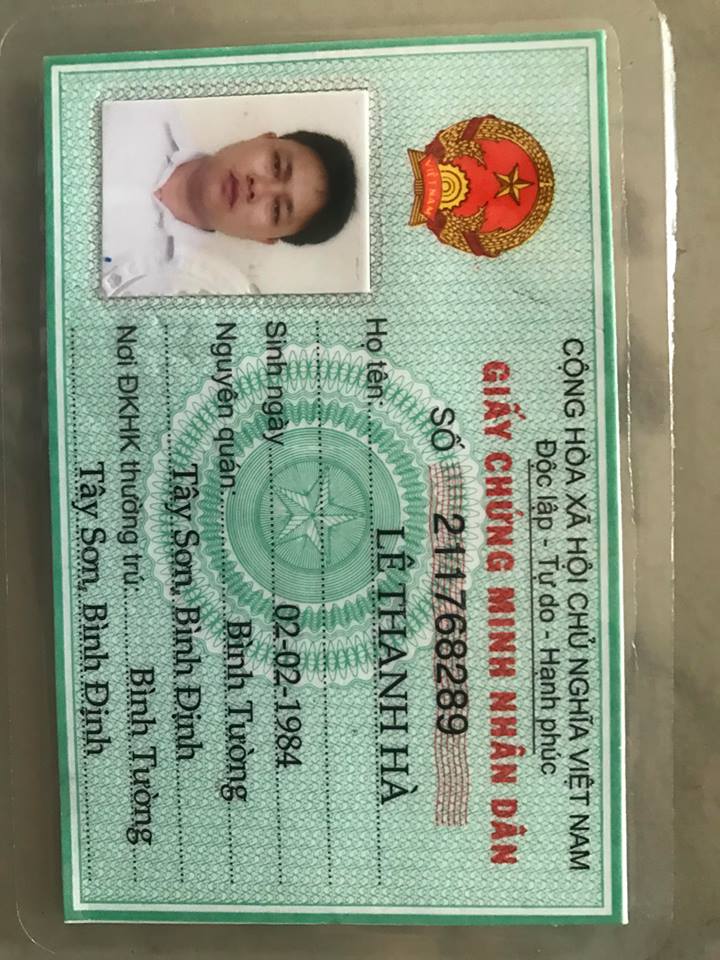 CỘNG HÒA XÃ HỘI CHỦ NGHĨA VIỆT NAM
Độc lập - Tự do - Hạnh phúc
GIẤY CHỨNG MINH NHÂN DÂN
SỐ 211768289
VIỆT NAM
Họ tên: LÊ THANH HÀ
Sinh ngày 02-02-1984
Nguyên quán: Bình Tường
Tây Sơn, Bình Định
Nơi ĐKHK thường trú: Bình Tường
Tây Sơn, Bình Định